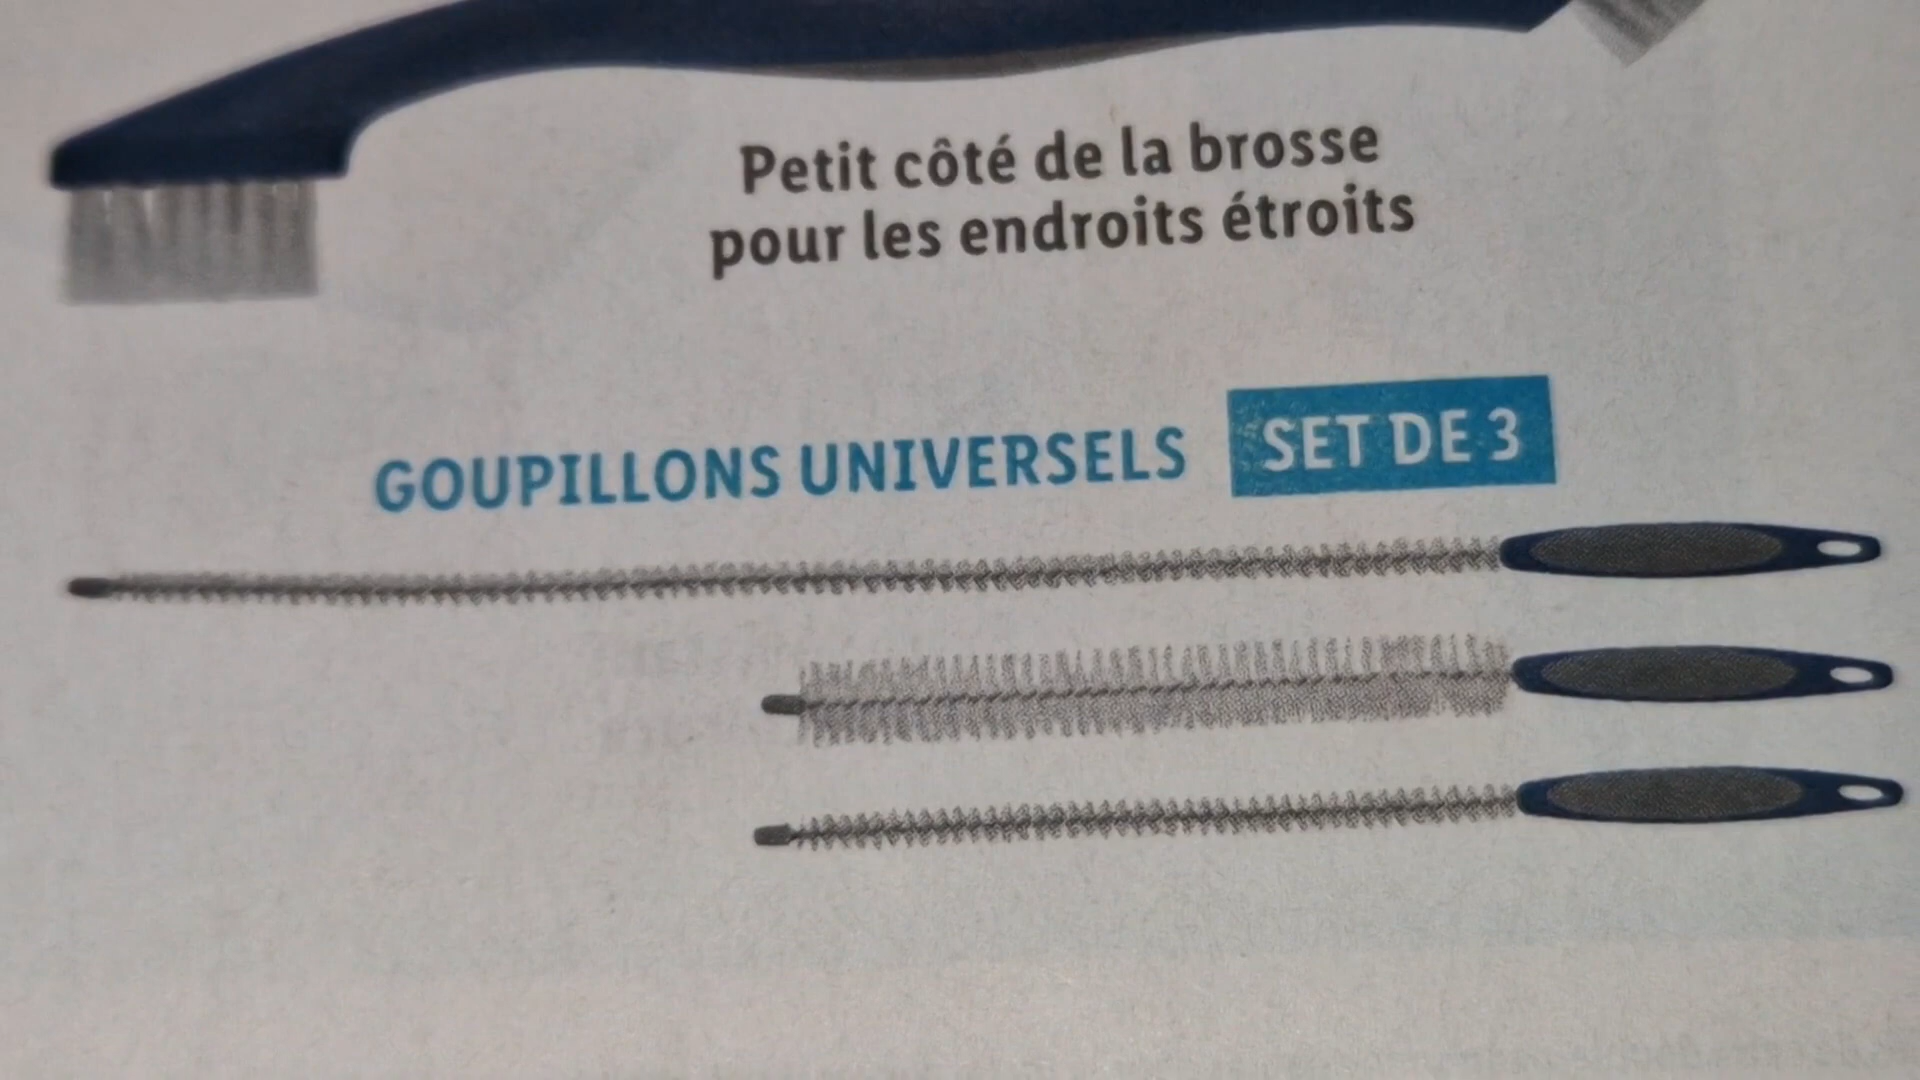 Petit côté de la brosse
pour les endroits étroits
GOUPILLONS UNIVERSELS SET DE 3